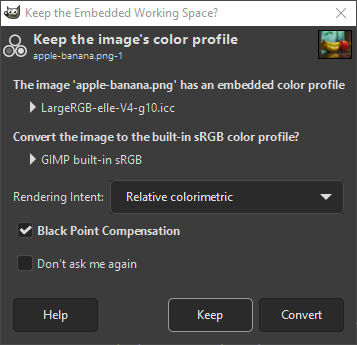 Keep the Embedded Working Space?
Keep the image's color profile
apple-banana.png-1
The image 'apple-banana.png' has an embedded color profile
LargeRGB-elle-V4-g10.icc
Convert the image to the built-in sRGB color profile?
GIMP built-in sRGB
Rendering Intent: Relative colorimetric
Black Point Compensation
Don't ask me again
Help Keep Convert